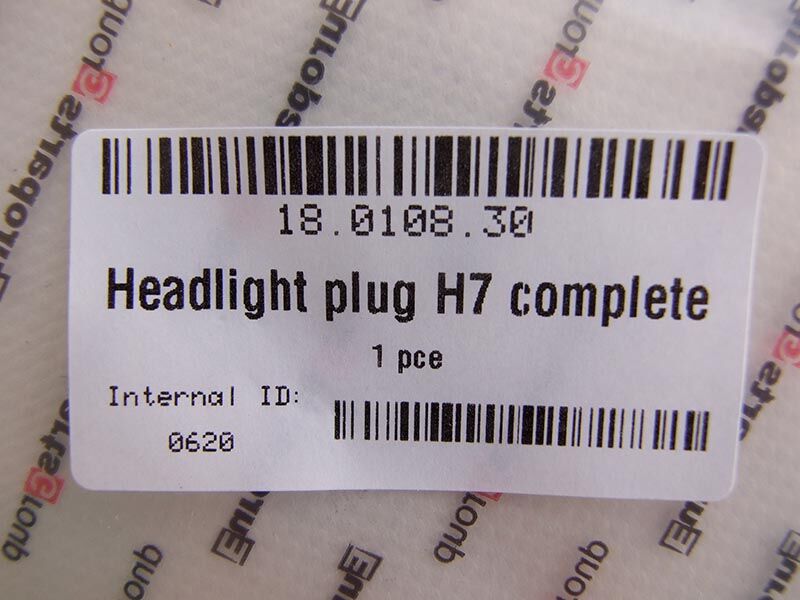 18.0108.30
Headlight plug H7 complete
1 pce
Internal ID:
0620